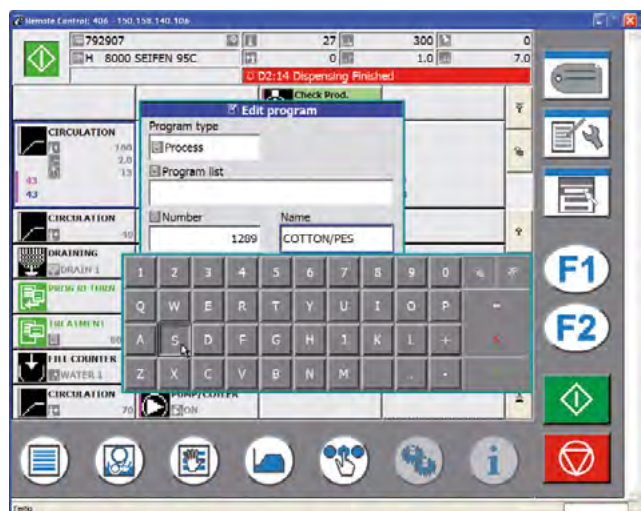 Remote Control: 406 - 150.158.140.106
792907 27 300 0
H 8000 SEIFEN 95C 0 1.0 7.0
D2:14 Dispensing Finished
Check Prod.
Edit program
Program type
Process
Program list
Number Name
1289 COTTON/PES
CIRCULATION
100
2.0
13
43
43
CIRCULATION
40
DRAINING
DRAIN 1
PROG RETURN
TREATMENT
60
FILL COUNTER
WATER 1
CIRCULATION
70
PUMP/COILER
ON
1 2 3 4 5 6 7 8 9 0
Q W E R T Y U I O P -
A S D F G H J K L +
Z X C V B N M . -
F1
F2
i